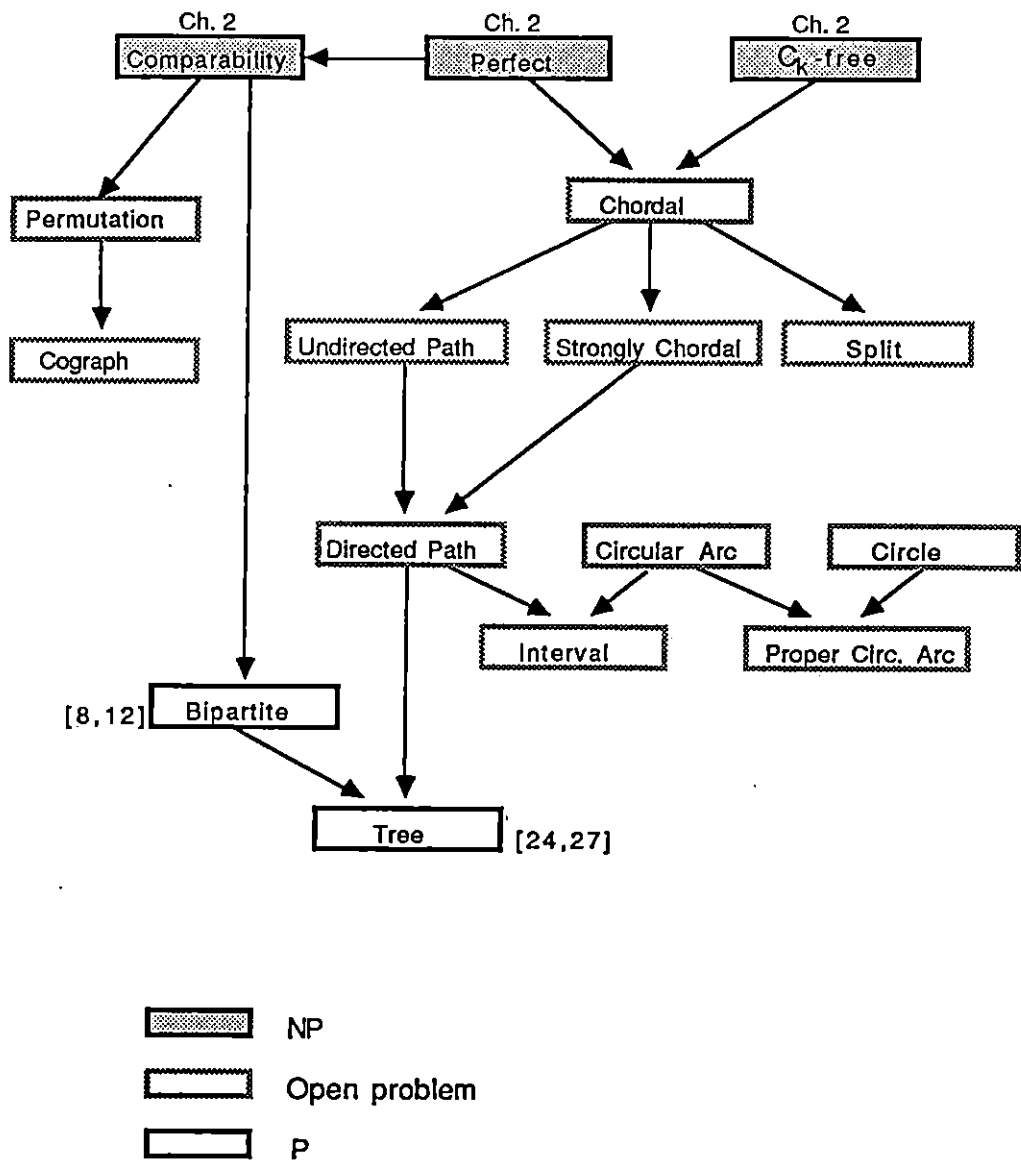 Ch. 2
Ch. 2
Ch. 2
Comparability
Perfect
Ck-free
Permutation
Chordal
Cograph
Undirected Path
Strongly Chordal
Split
Directed Path
Circular Arc
Circle
Interval
Proper Circ. Arc
[8,12]
Bipartite
Tree
[24,27]
NP
Open problem
P